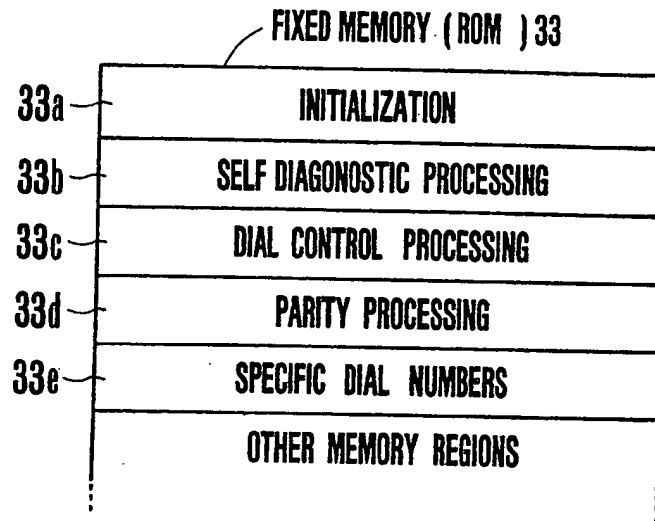 FIXED MEMORY (ROM ) 33
33a INITIALIZATION
33b SELF DIAGONOSTIC PROCESSING
33c DIAL CONTROL PROCESSING
33d PARITY PROCESSING
33e SPECIFIC DIAL NUMBERS
OTHER MEMORY REGIONS